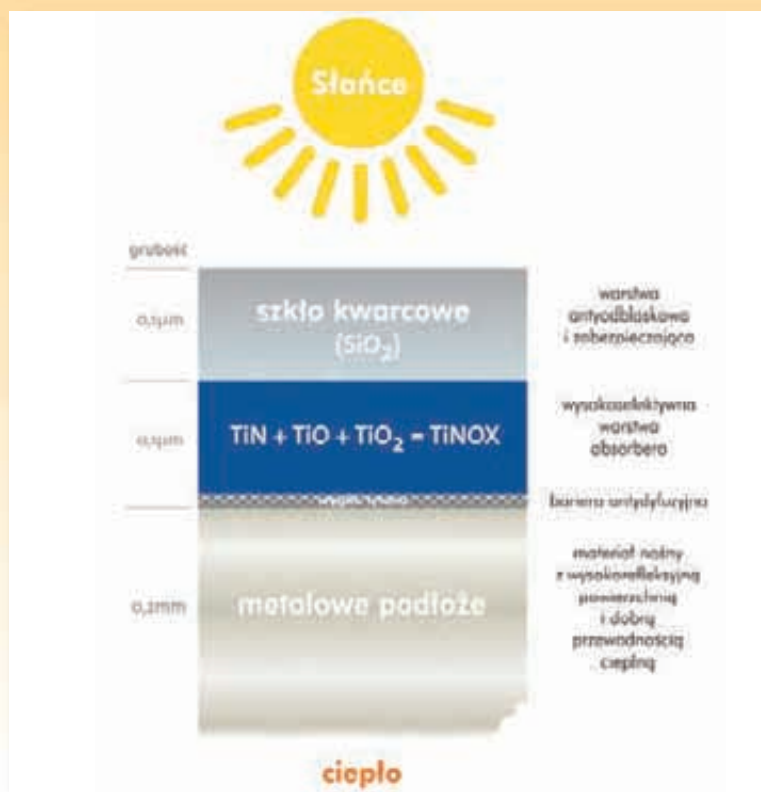 Słońce
grubość
0,1µm
szkło kwarcowe
(SiO2)
warstwa
antyodblaskowa
i zabezpieczająca
0,1µm
TiN + TiO + TiO2 = TiNOX
wysokoefektywna
warstwa
absorbera
bariera antydyfuzyjna
0,2mm
metalowe podłoże
materiał nośny
z wysokorefleksyjną
powierzchnią
i dobrą
przewodnością
cieplną
ciepło